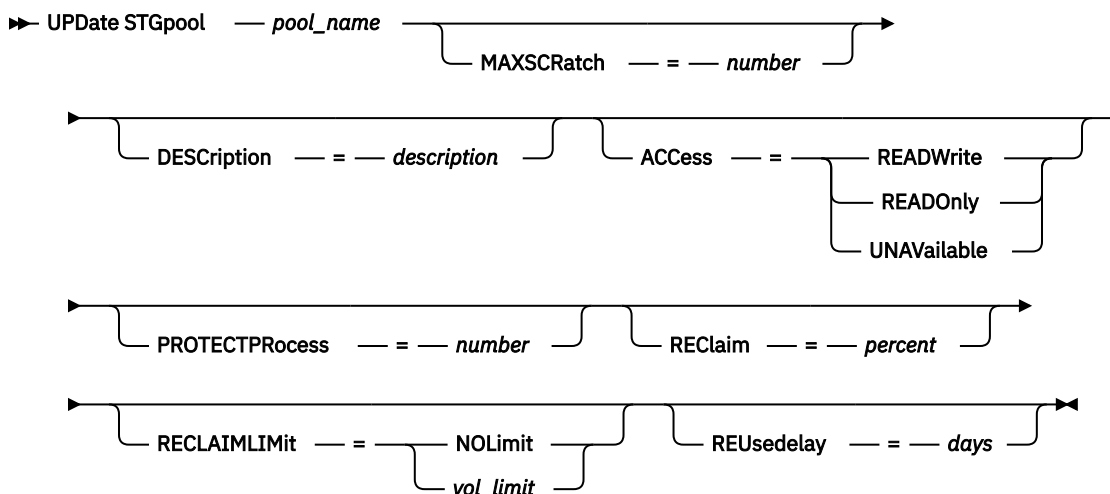 UPDate STGpool pool_name
MAXSCRatch = number
DESCription = description
ACCess = READWrite
READOnly
UNAVailable
PROTECTPRocess = number
REClaim = percent
RECLAIMLIMit = NOLimit
vol_limit
REUsedelay = days